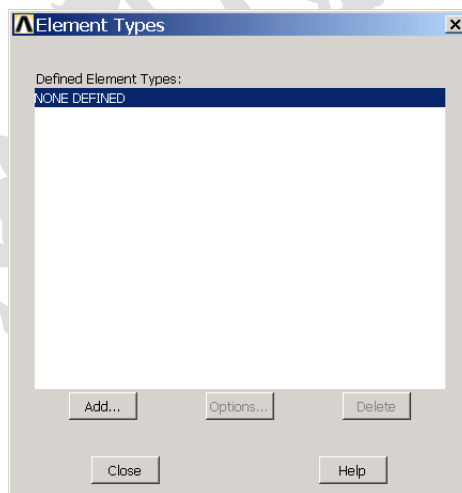 Element Types
Defined Element Types:
NONE DEFINED
Add... Options... Delete
Close Help